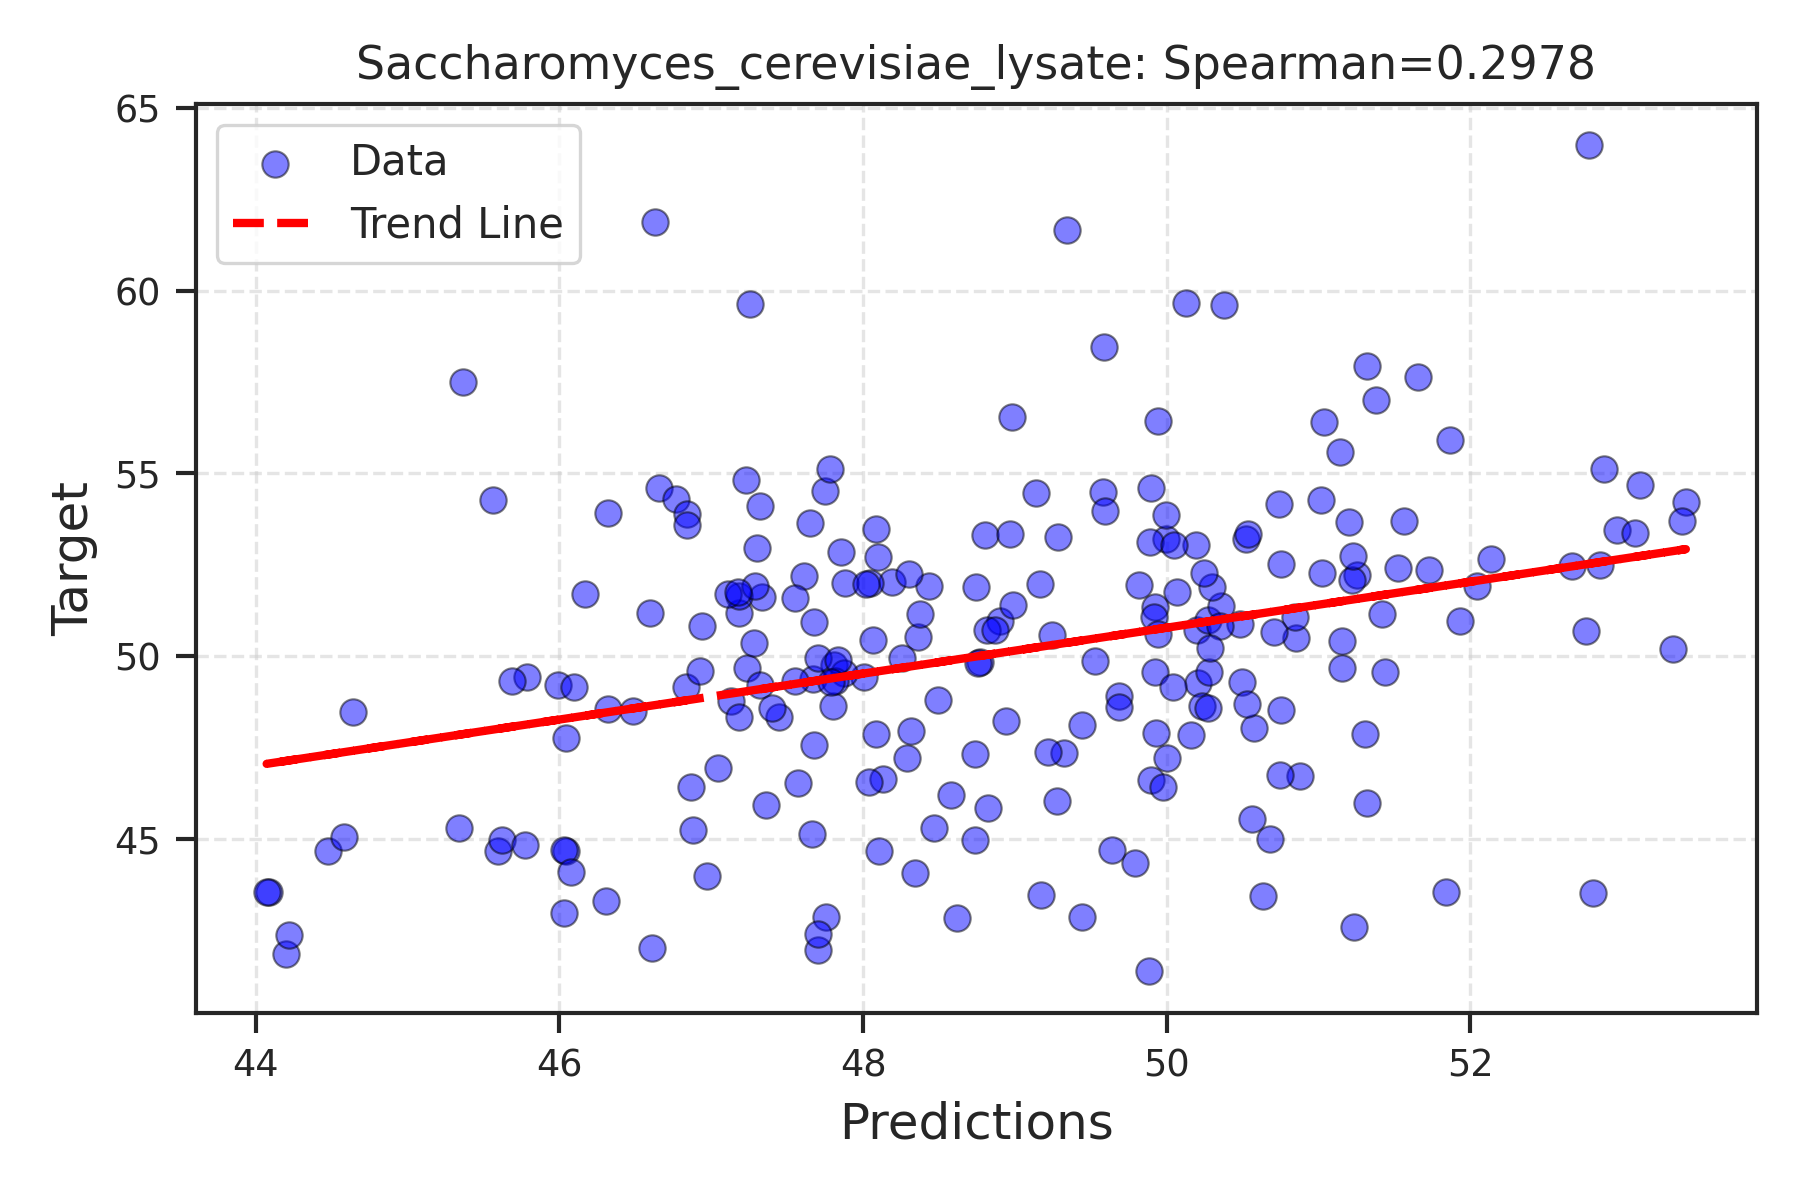 Saccharomyces_cerevisiae_lysate: Spearman=0.2978
Data
Trend Line
65
60
55
50
45
Target
44
46
48
50
52
Predictions